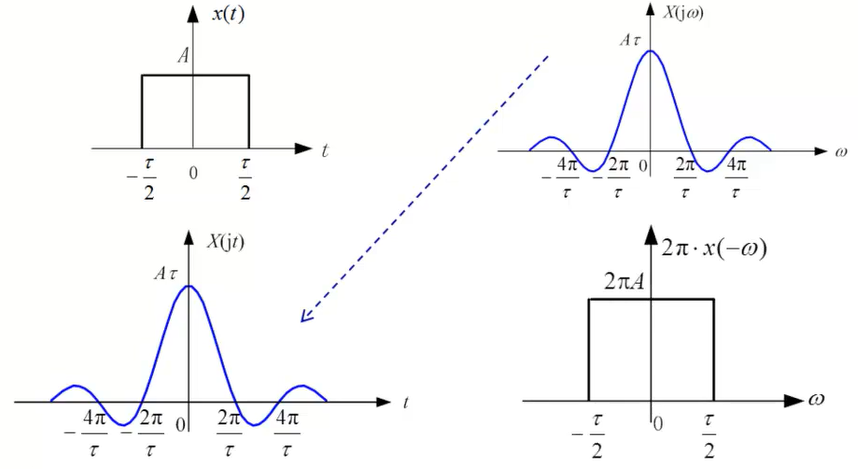 x(t)
A
t
-τ/2
0
τ/2
X(jω)
Aτ
ω
-4π/τ
-2π/τ
0
2π/τ
4π/τ
X(jt)
Aτ
t
-4π/τ
-2π/τ
0
2π/τ
4π/τ
2π·x(−ω)
2πA
ω
-τ/2
0
τ/2